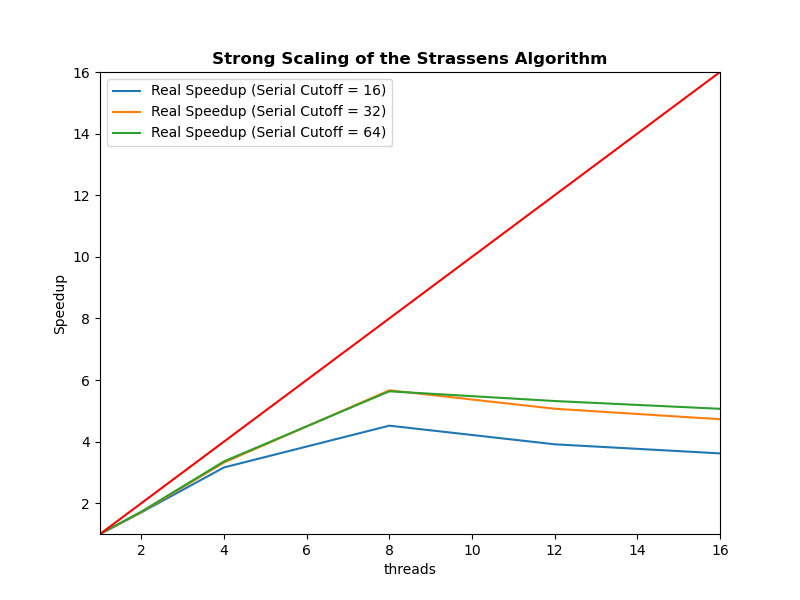 Strong Scaling of the Strassens Algorithm
Real Speedup (Serial Cutoff = 16)
Real Speedup (Serial Cutoff = 32)
Real Speedup (Serial Cutoff = 64)
Speedup
16
14
12
10
8
6
4
2
2 4 6 8 10 12 14 16
threads